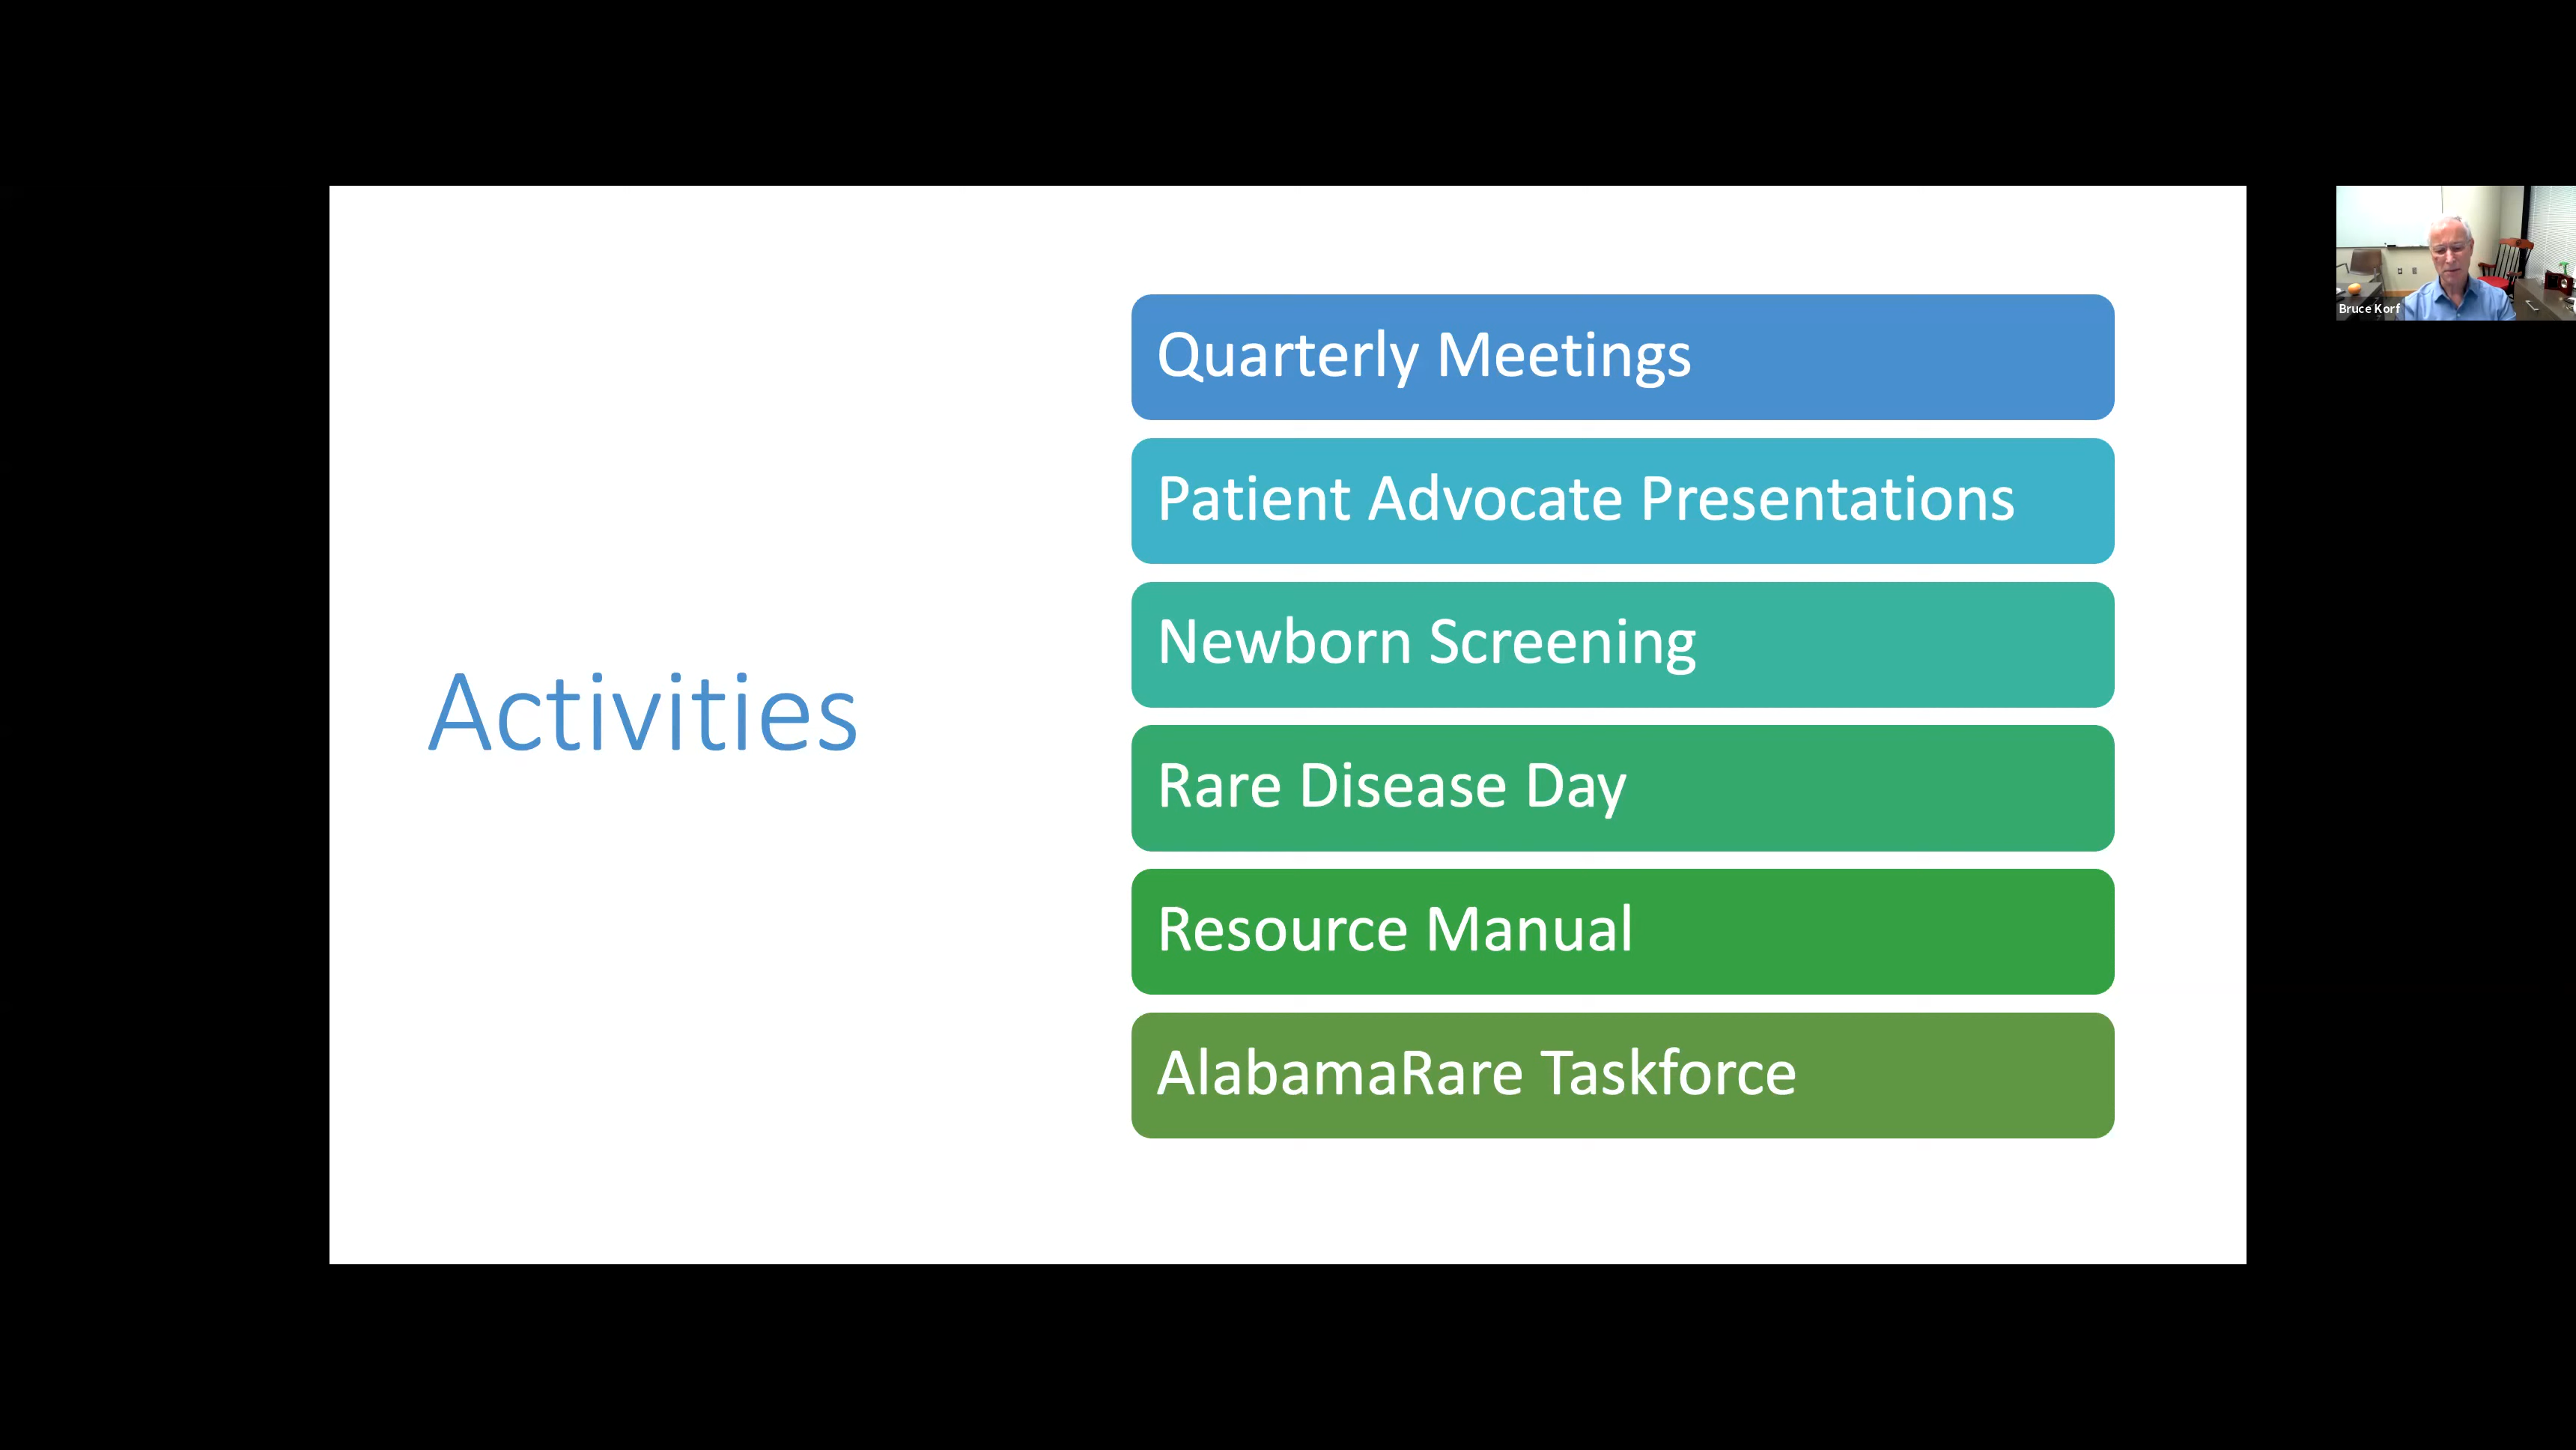 Activities
Quarterly Meetings
Patient Advocate Presentations
Newborn Screening
Rare Disease Day
Resource Manual
AlabamaRare Taskforce
Bruce Korf